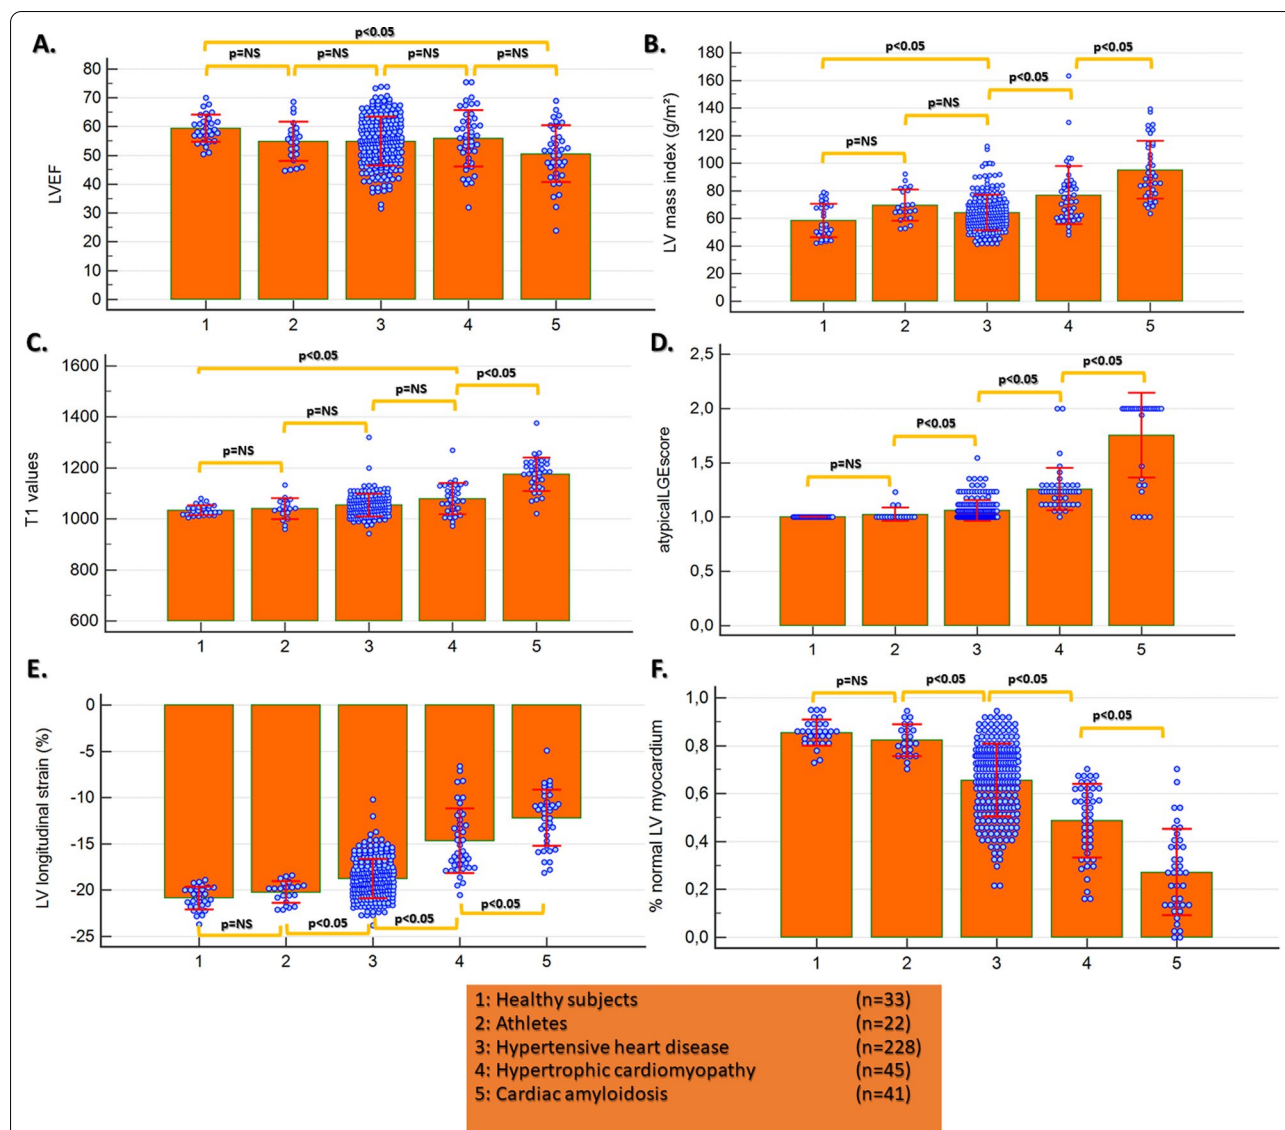 A.
p<0.05
p=NS
p=NS
p=NS
p=NS
LVEF
80
70
60
50
40
30
20
10
0
1 2 3 4 5
B.
p<0.05
p<0.05
p<0.05
p=NS
p=NS
LV mass index (g/m²)
180
160
140
120
100
80
60
40
20
0
1 2 3 4 5
C.
p<0.05
p<0.05
p=NS
p=NS
p=NS
T1 values
1600
1400
1200
1000
800
600
1 2 3 4 5
D.
p<0.05
p<0.05
P<0.05
p=NS
atypicalLGEscore
2,5
2,0
1,5
1,0
0,5
0,0
1 2 3 4 5
E.
LV longitudinal strain (%)
0
-5
-10
-15
-20
-25
p<0.05
p<0.05
p<0.05
p=NS
1 2 3 4 5
F.
p=NS
p<0.05
p<0.05
p<0.05
% normal LV myocardium
1,0
0,8
0,6
0,4
0,2
0,0
1 2 3 4 5
1: Healthy subjects (n=33)
2: Athletes (n=22)
3: Hypertensive heart disease (n=228)
4: Hypertrophic cardiomyopathy (n=45)
5: Cardiac amyloidosis (n=41)